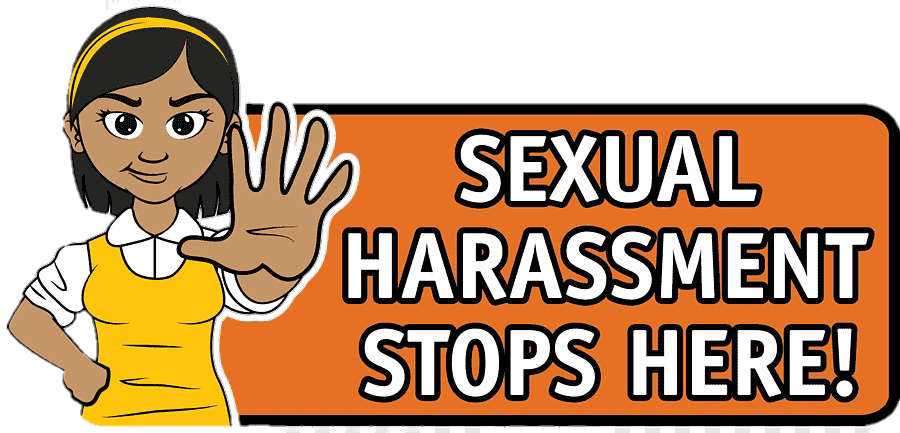 SEXUAL
HARASSMENT
STOPS HERE!